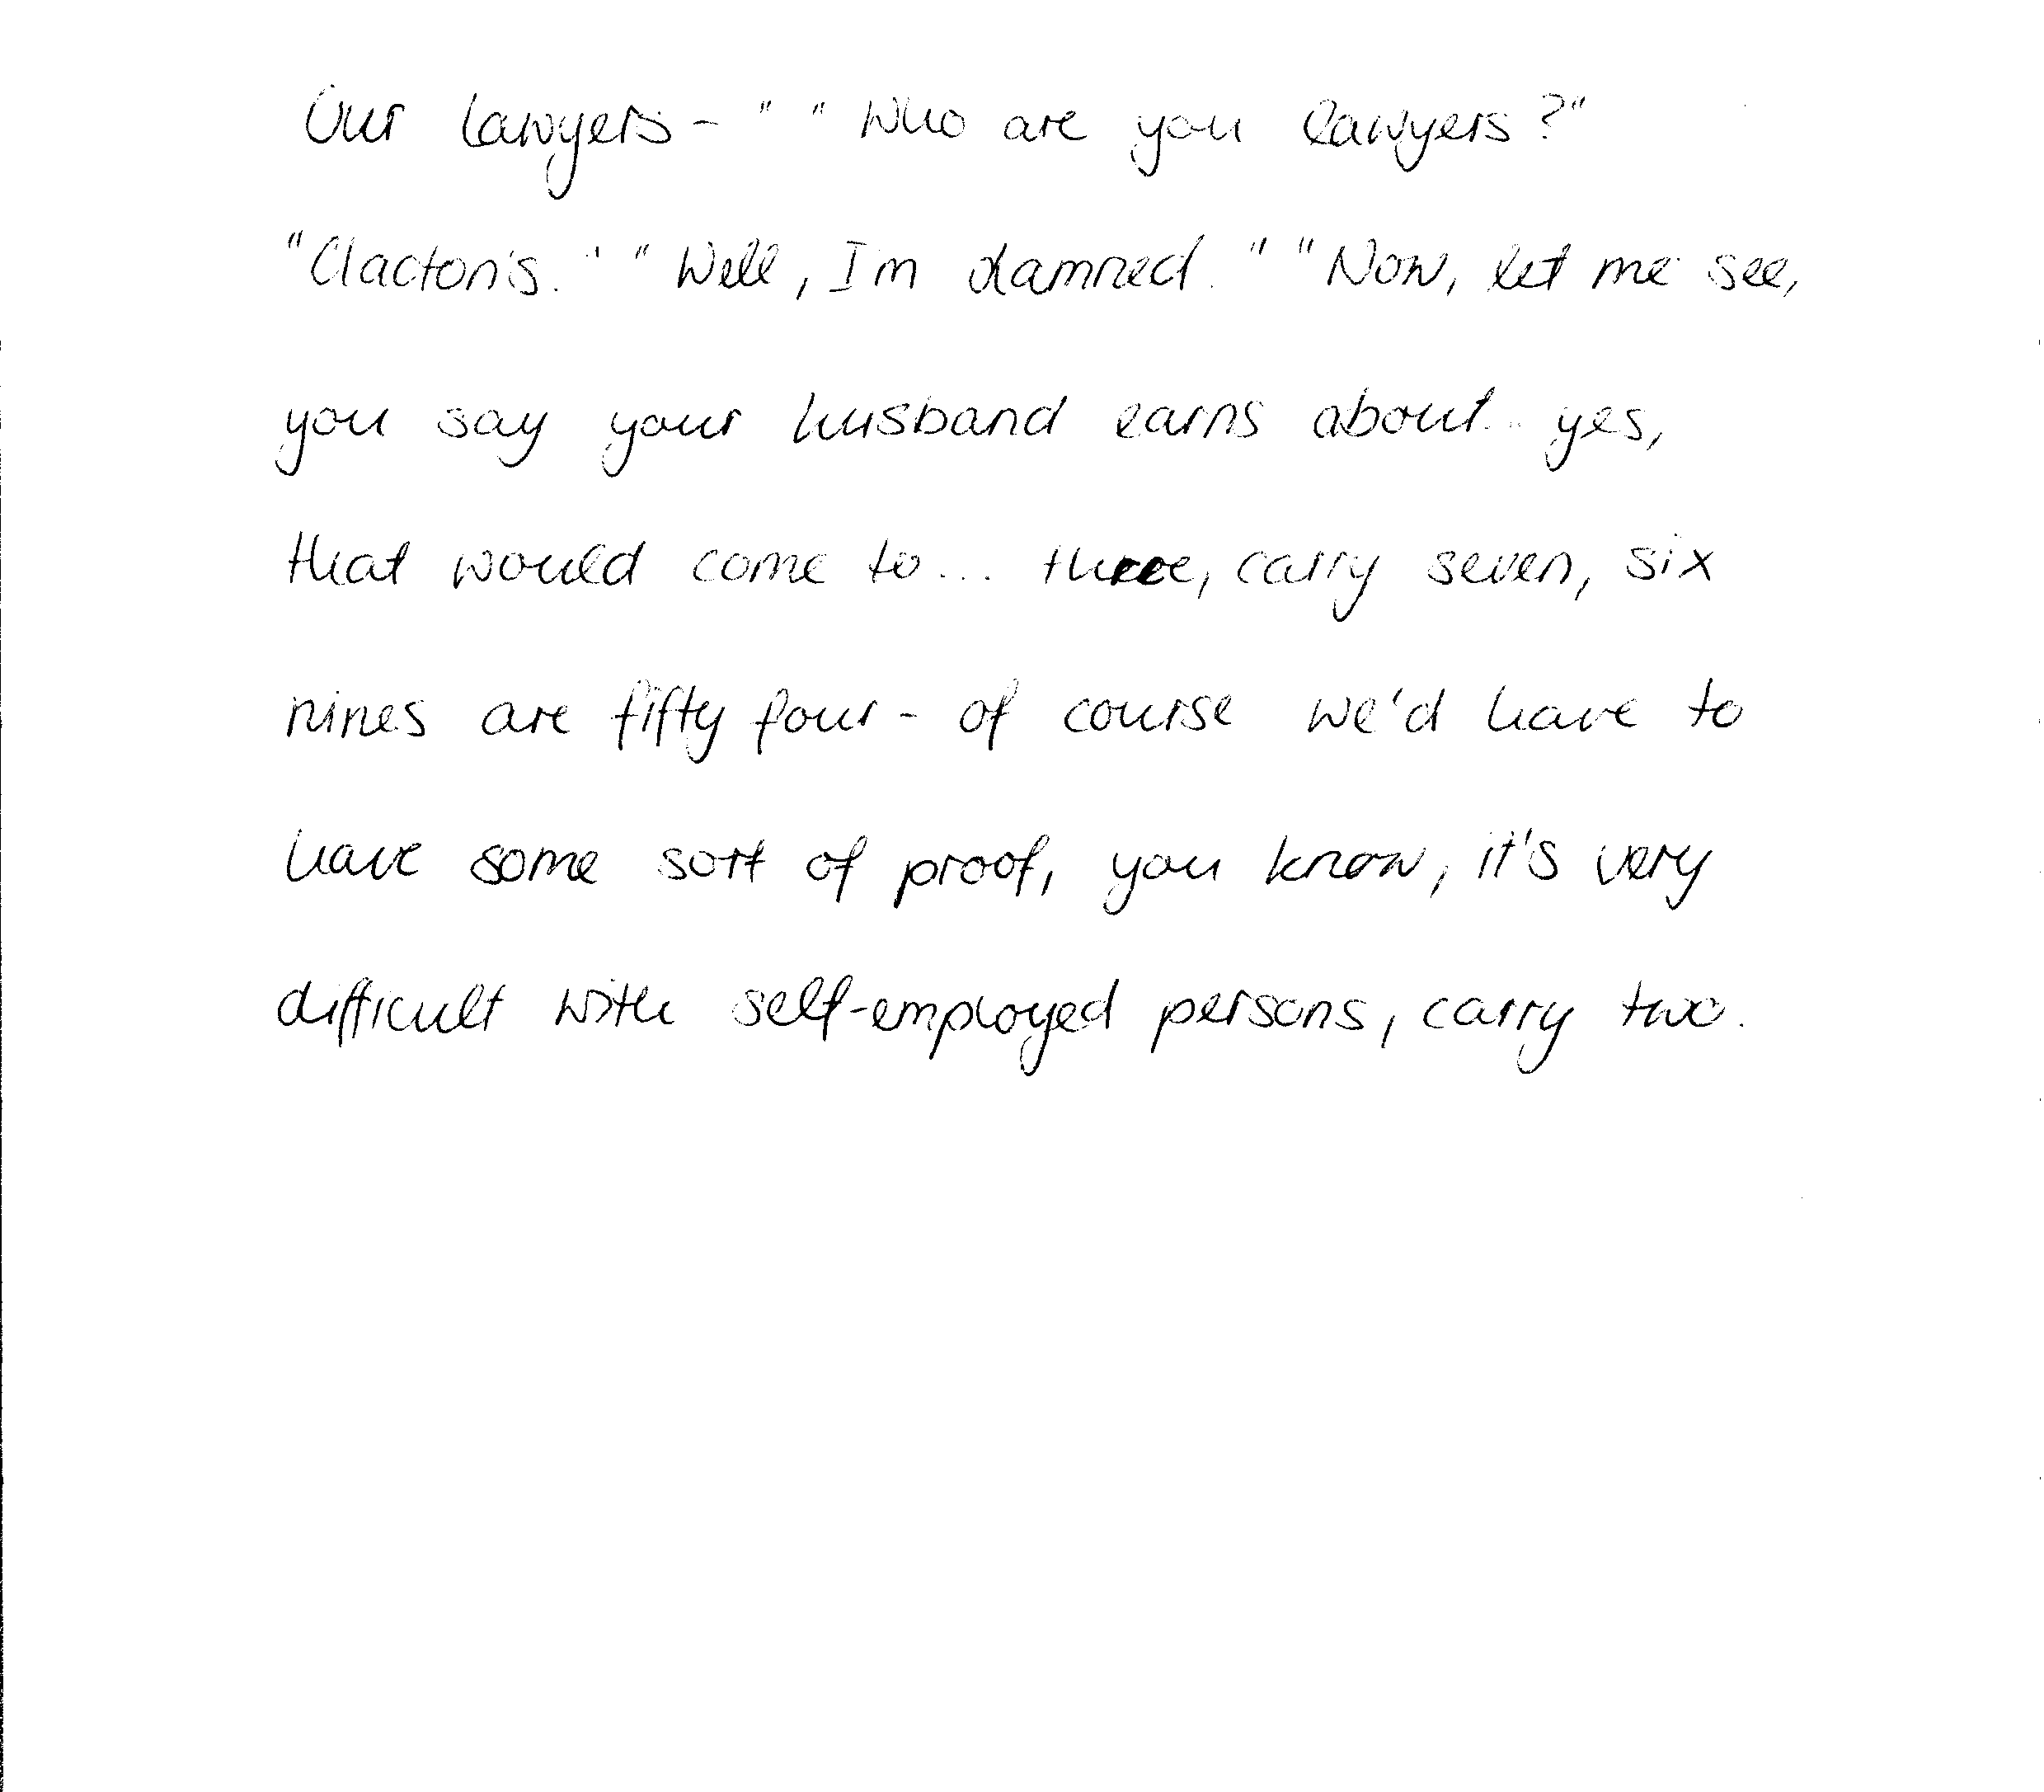 Our lawyers - " " Who are you lawyers?"
"Clacton's." "Well, I'm damned." "Now, let me see,
you say your husband earns about... yes,
that would come to... three, carry seven, six
nines are fifty four - of course we'd have to
have some sort of proof, you know, it's very
difficult with self-employed persons, carry two.